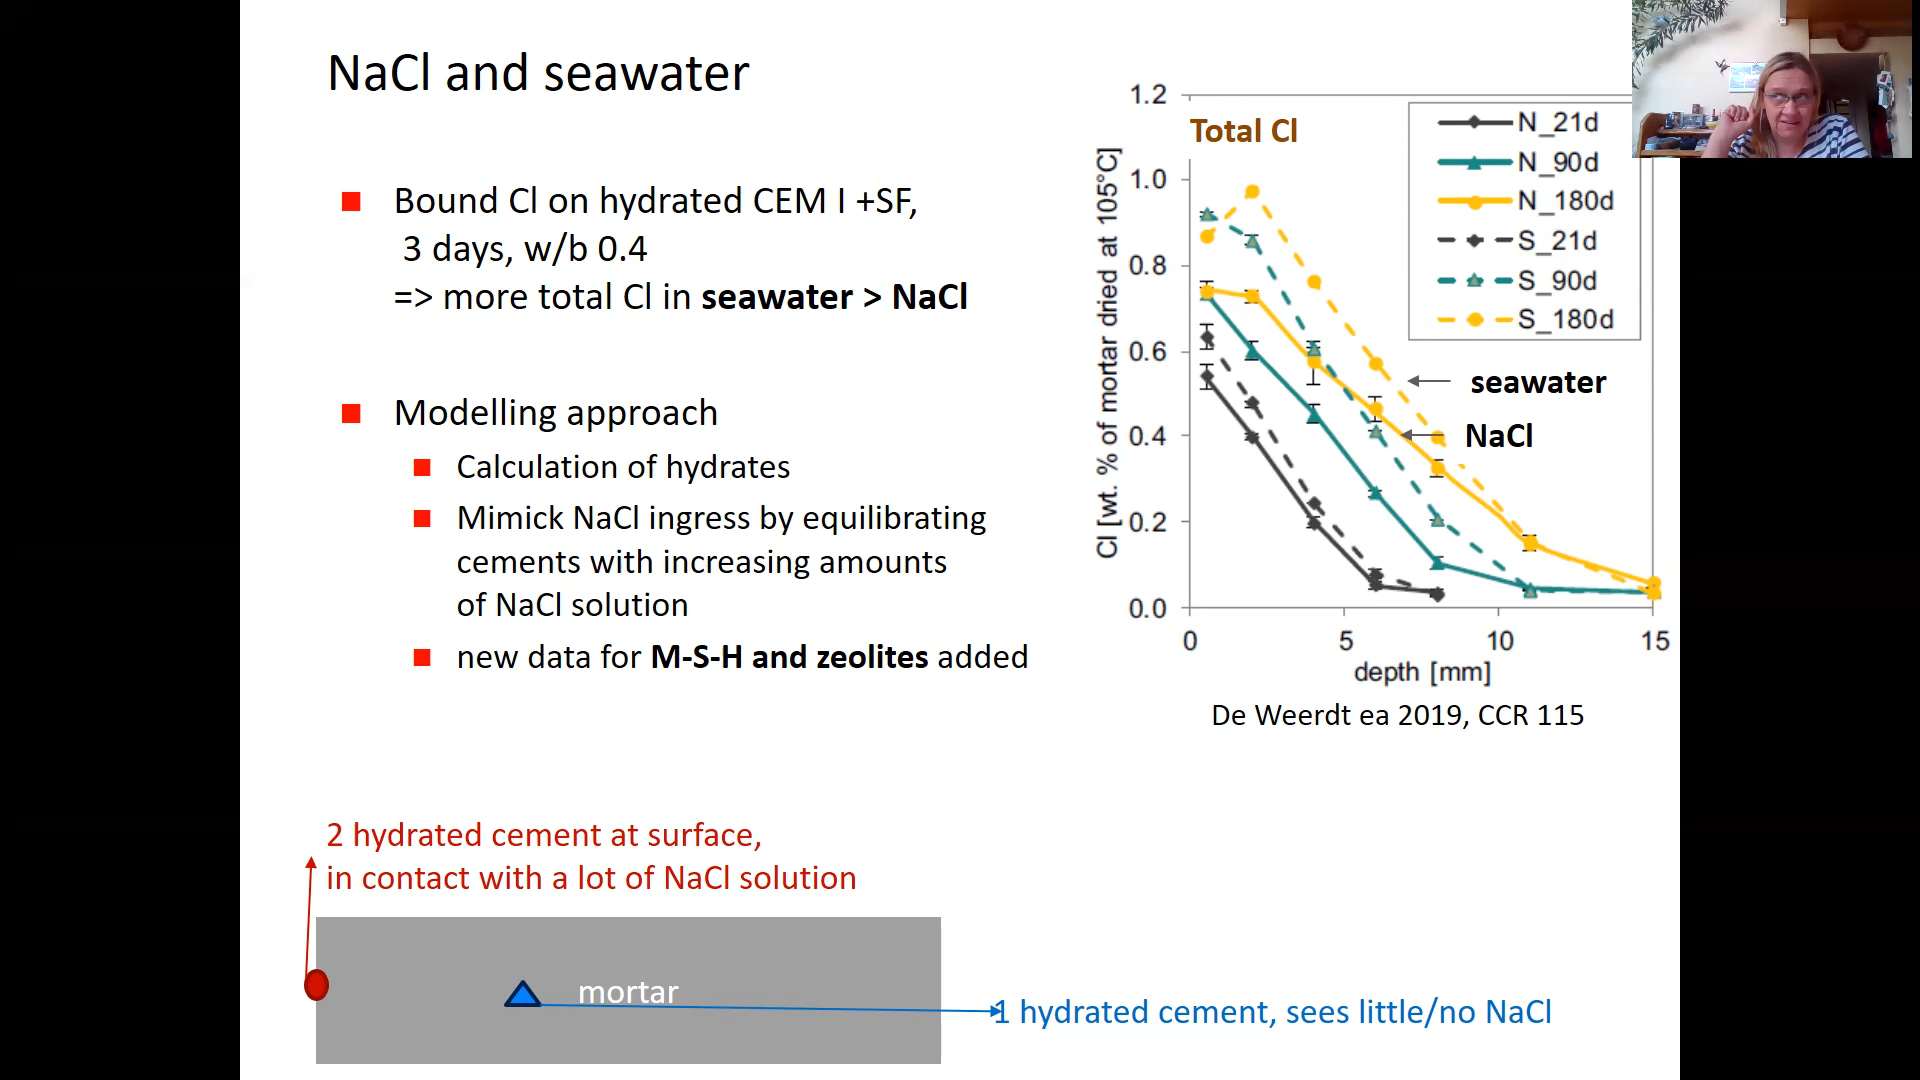 NaCl and seawater
Bound Cl on hydrated CEM I +SF,
3 days, w/b 0.4
=> more total Cl in seawater > NaCl
Modelling approach
Calculation of hydrates
Mimick NaCl ingress by equilibrating
cements with increasing amounts
of NaCl solution
new data for M-S-H and zeolites added
Total Cl
Cl [wt. % of mortar dried at 105°C]
1.2
1.0
0.8
0.6
0.4
0.2
0.0
0 5 10 15
depth [mm]
N_21d
N_90d
N_180d
S_21d
S_90d
S_180d
seawater
NaCl
De Weerdt ea 2019, CCR 115
2 hydrated cement at surface,
in contact with a lot of NaCl solution
mortar
1 hydrated cement, sees little/no NaCl